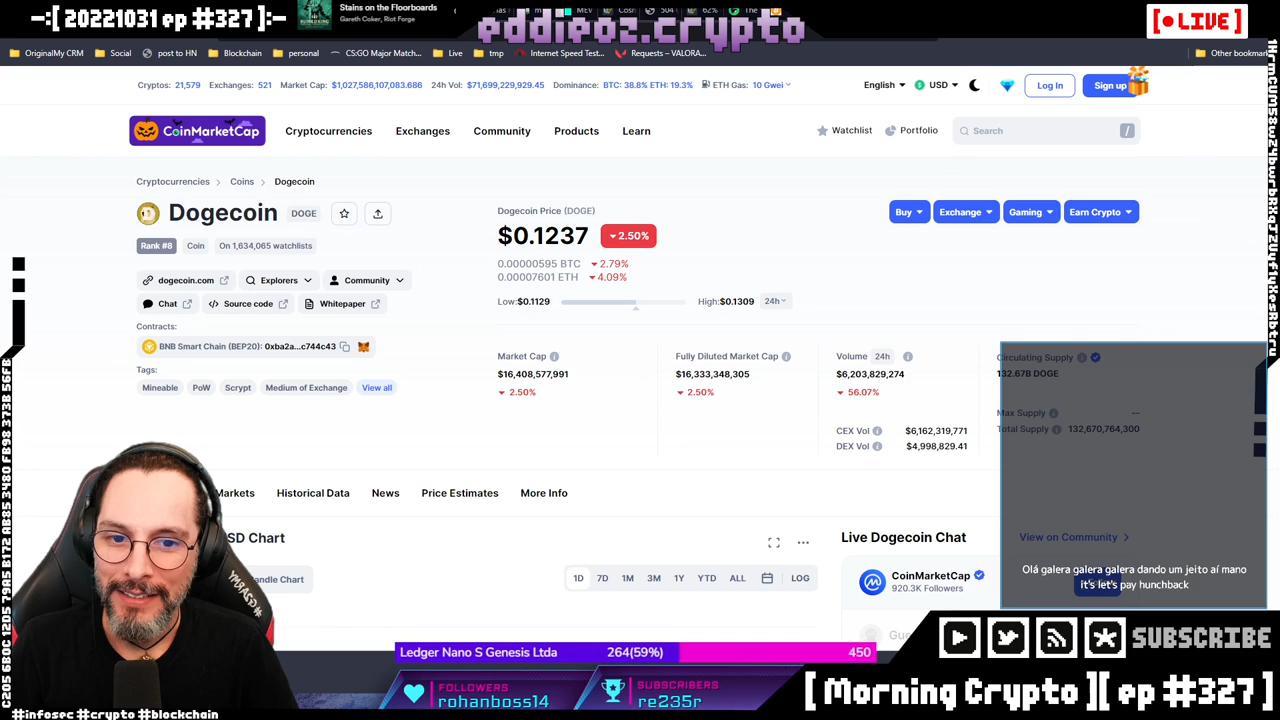 -:[ 20221031 ep #327]:-
Stains on the Floorboards
Gareth Coker, Riot Forge
eddieoz.crypto
[●LIVE]
OriginalMy CRM
Social
post to HN
Blockchain
personal
CS:GO Major Match...
Live
tmp
Internet Speed Test...
Requests – VALORA...
Other bookmar
Cryptos: 21,579 Exchanges: 521 Market Cap: $1,027,586,107,083.686 24h Vol: $71,699,229,929.45 Dominance: BTC: 38.8% ETH: 19.3% ETH Gas: 10 Gwei
English
USD
Log In
Sign up
CoinMarketCap
Cryptocurrencies
Exchanges
Community
Products
Learn
Watchlist
Portfolio
Search
/
Cryptocurrencies > Coins > Dogecoin
Dogecoin DOGE
Rank #8
Coin
On 1,634,065 watchlists
dogecoin.com
Explorers
Community
Chat
Source code
Whitepaper
Contracts:
BNB Smart Chain (BEP20): 0xba2a...c744c43
Tags:
Mineable
PoW
Scrypt
Medium of Exchange
View all
Dogecoin Price (DOGE)
$0.1237
2.50%
0.00000595 BTC 2.79%
0.00007601 ETH 4.09%
Low: $0.1129
High: $0.1309
24h
Buy
Exchange
Gaming
Earn Crypto
Market Cap
$16,408,577,991
2.50%
Fully Diluted Market Cap
$16,333,348,305
2.50%
Volume 24h
$6,203,829,274
56.07%
CEX Vol $6,162,319,771
DEX Vol $4,998,829.41
Circulating Supply
132.67B DOGE
Max Supply --
Total Supply 132,670,764,300
Markets
Historical Data
News
Price Estimates
More Info
SD Chart
andle Chart
1D
7D
1M
3M
1Y
YTD
ALL
LOG
Live Dogecoin Chat
CoinMarketCap
920.3K Followers
View on Community
Olá galera galera galera dando um jeito aí mano
it's let's pay hunchback
YM8ASD#
Ledger Nano S Genesis Ltda 264(59%) 450
FOLLOWERS
rohanboss14
SUBSCRIBERS
re235r
SUBSCRIBE
[Morning Crypto ][ ep #327]
#infosec #crypto #blockchain